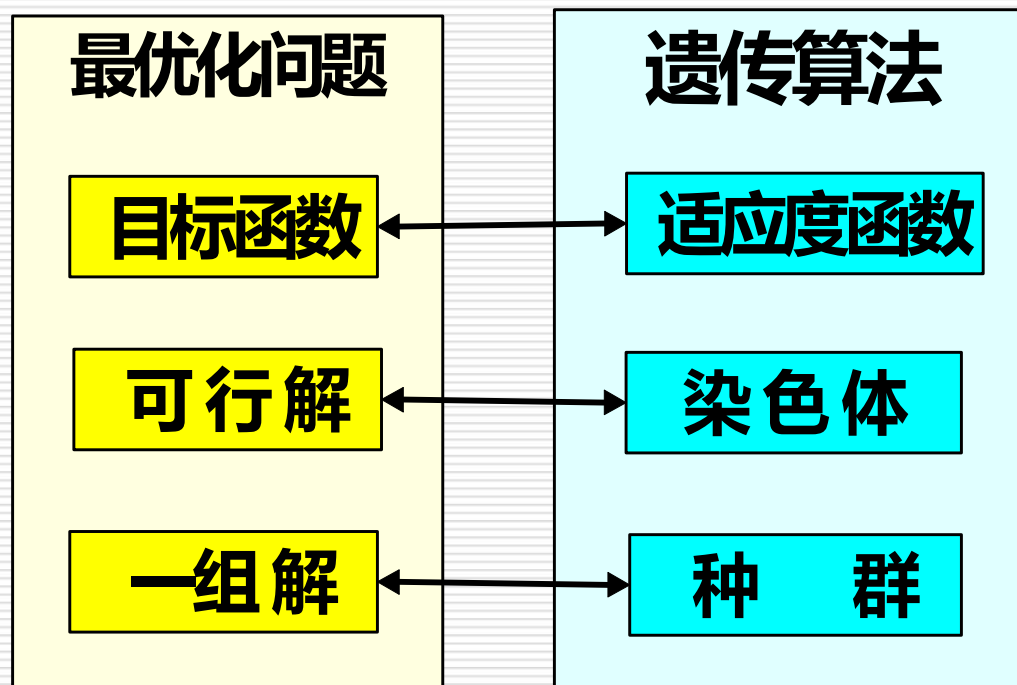 最优化问题
目标函数
可行解
一组解
遗传算法
适应度函数
染色体
种 群